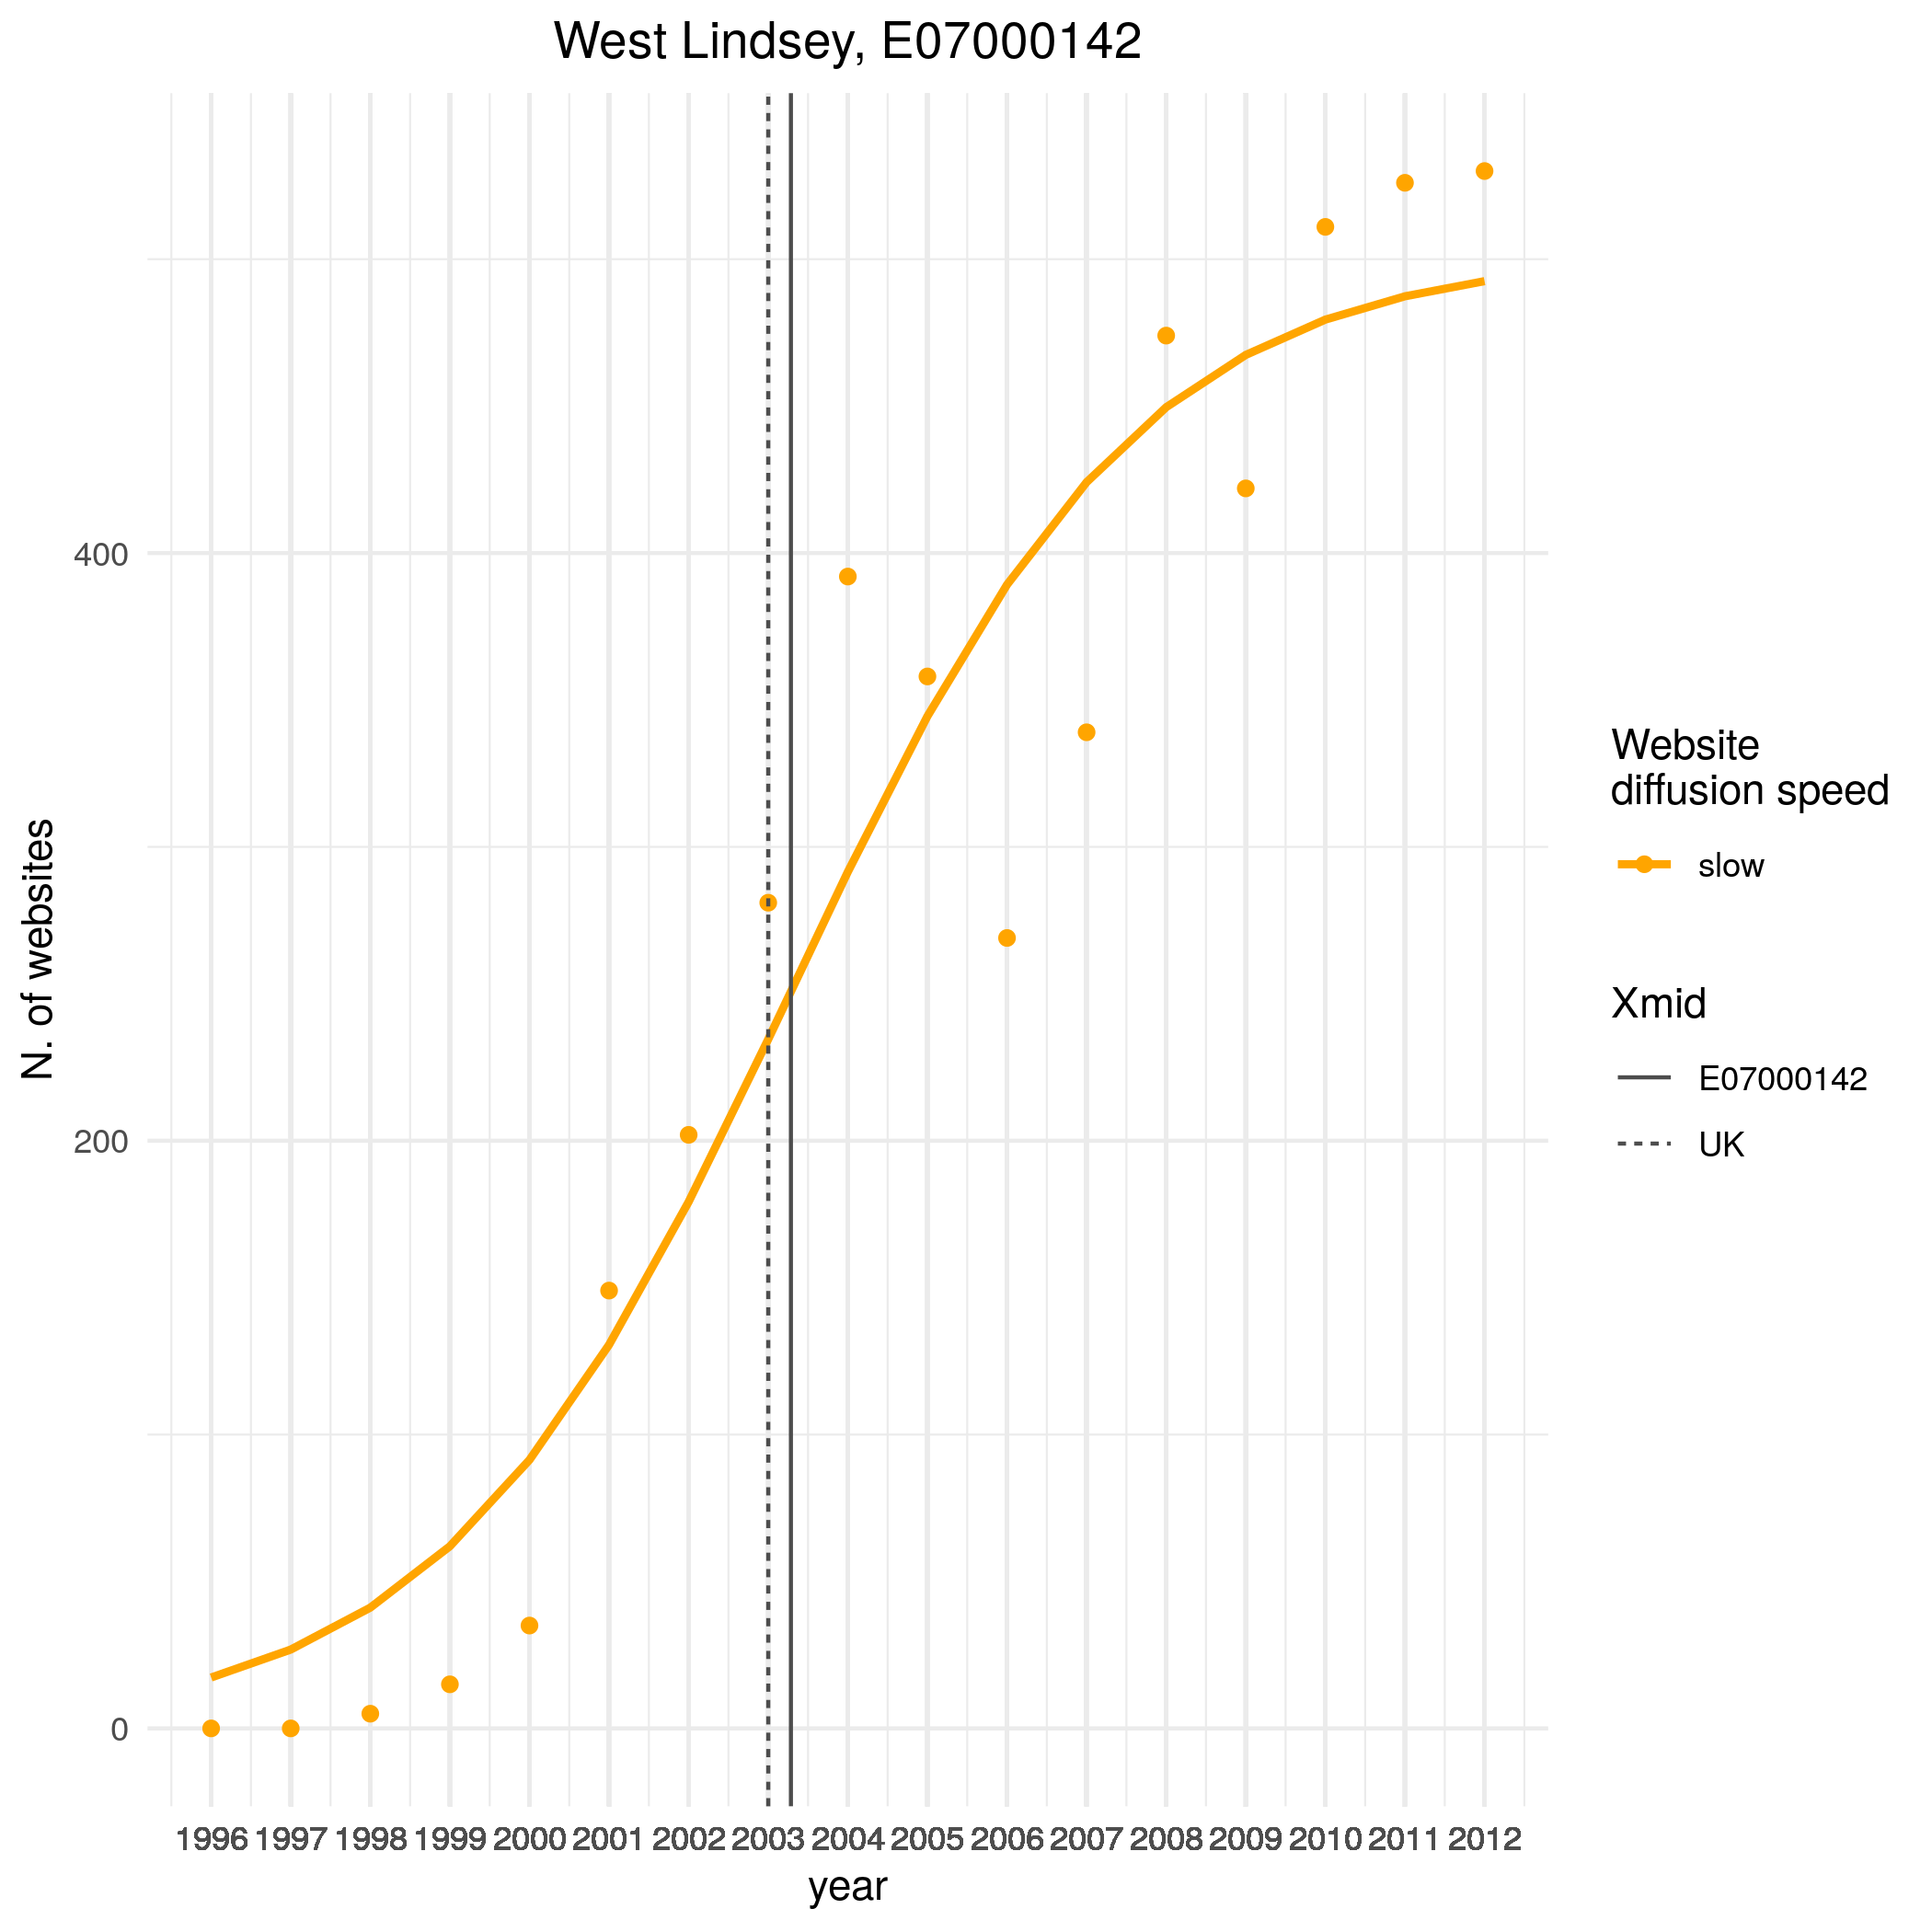 West Lindsey, E07000142
N. of websites
400
200
0
1996 1997 1998 1999 2000 2001 2002 2003 2004 2005 2006 2007 2008 2009 2010 2011 2012
year
Website
diffusion speed
slow
Xmid
E07000142
UK